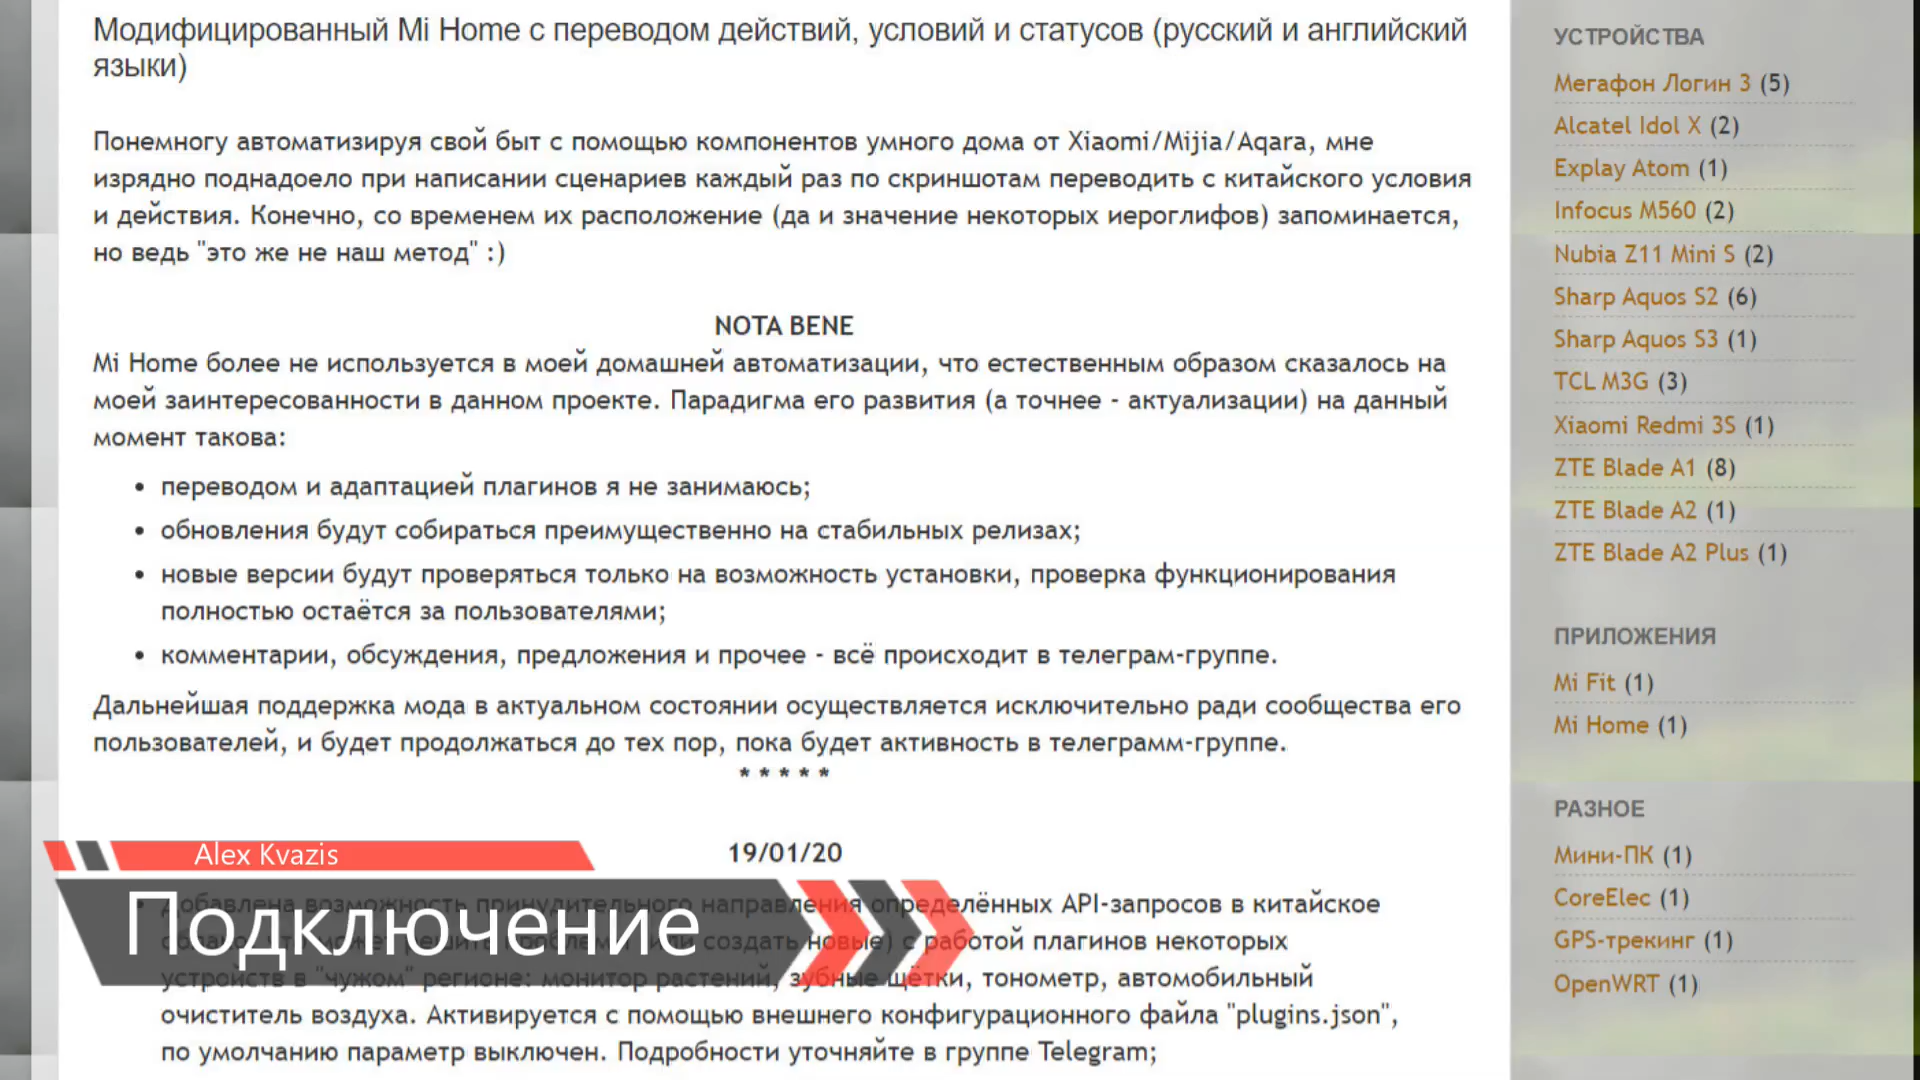 Модифицированный Mi Home с переводом действий, условий и статусов (русский и английский
языки)
Понемногу автоматизируя свой быт с помощью компонентов умного дома от Xiaomi/Mijia/Aqara, мне
изрядно поднадоело при написании сценариев каждый раз по скриншотам переводить с китайского условия
и действия. Конечно, со временем их расположение (да и значение некоторых иероглифов) запоминается,
но ведь "это же не наш метод" :)
NOTA BENE
Mi Home более не используется в моей домашней автоматизации, что естественным образом сказалось на
моей заинтересованности в данном проекте. Парадигма его развития (а точнее - актуализации) на данный
момент такова:
• переводом и адаптацией плагинов я не занимаюсь;
• обновления будут собираться преимущественно на стабильных релизах;
• новые версии будут проверяться только на возможность установки, проверка функционирования
полностью остаётся за пользователями;
• комментарии, обсуждения, предложения и прочее - всё происходит в телеграм-группе.
Дальнейшая поддержка мода в актуальном состоянии осуществляется исключительно ради сообщества его
пользователей, и будет продолжаться до тех пор, пока будет активность в телеграмм-группе.
* * * * *
19/01/20
• Добавлена возможность принудительного направления определённых API-запросов в китайское
создать новые) с работой плагинов некоторых
устройств в "чужом" регионе: монитор растений, зубные щётки, тонометр, автомобильный
очиститель воздуха. Активируется с помощью внешнего конфигурационного файла "plugins.json",
по умолчанию параметр выключен. Подробности уточняйте в группе Telegram;
Alex Kvazis
Подключение
УСТРОЙСТВА
Мегафон Логин 3 (5)
Alcatel Idol X (2)
Explay Atom (1)
Infocus M560 (2)
Nubia Z11 Mini S (2)
Sharp Aquos S2 (6)
Sharp Aquos S3 (1)
TCL M3G (3)
Xiaomi Redmi 3S (1)
ZTE Blade A1 (8)
ZTE Blade A2 (1)
ZTE Blade A2 Plus (1)
ПРИЛОЖЕНИЯ
Mi Fit (1)
Mi Home (1)
РАЗНОЕ
Мини-ПК (1)
CoreElec (1)
GPS-трекинг (1)
OpenWRT (1)